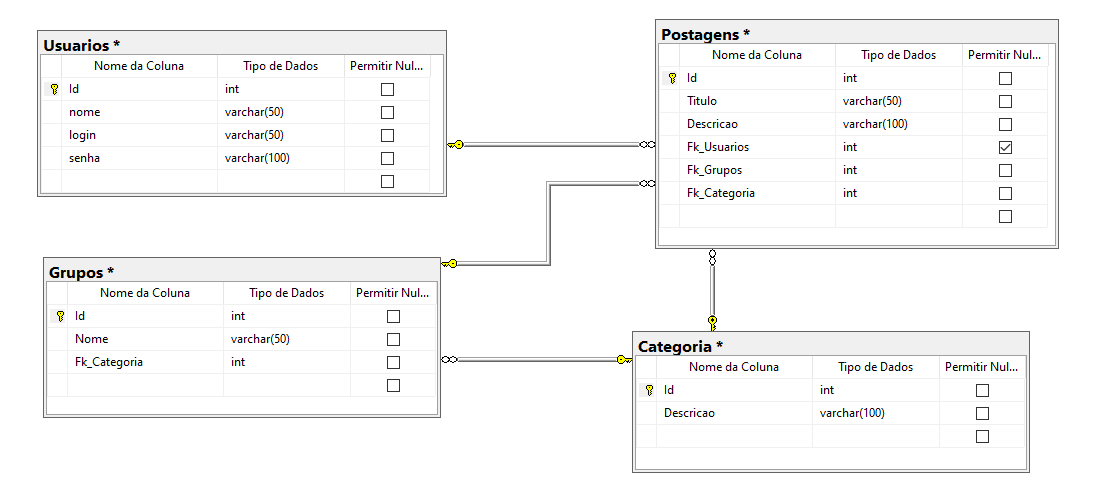 Usuarios *
Nome da Coluna Tipo de Dados Permitir Nul...
Id int
nome varchar(50)
login varchar(50)
senha varchar(100)
Postagens *
Nome da Coluna Tipo de Dados Permitir Nul...
Id int
Titulo varchar(50)
Descricao varchar(100)
Fk_Usuarios int
Fk_Grupos int
Fk_Categoria int
Grupos *
Nome da Coluna Tipo de Dados Permitir Nul...
Id int
Nome varchar(50)
Fk_Categoria int
Categoria *
Nome da Coluna Tipo de Dados Permitir Nul...
Id int
Descricao varchar(100)